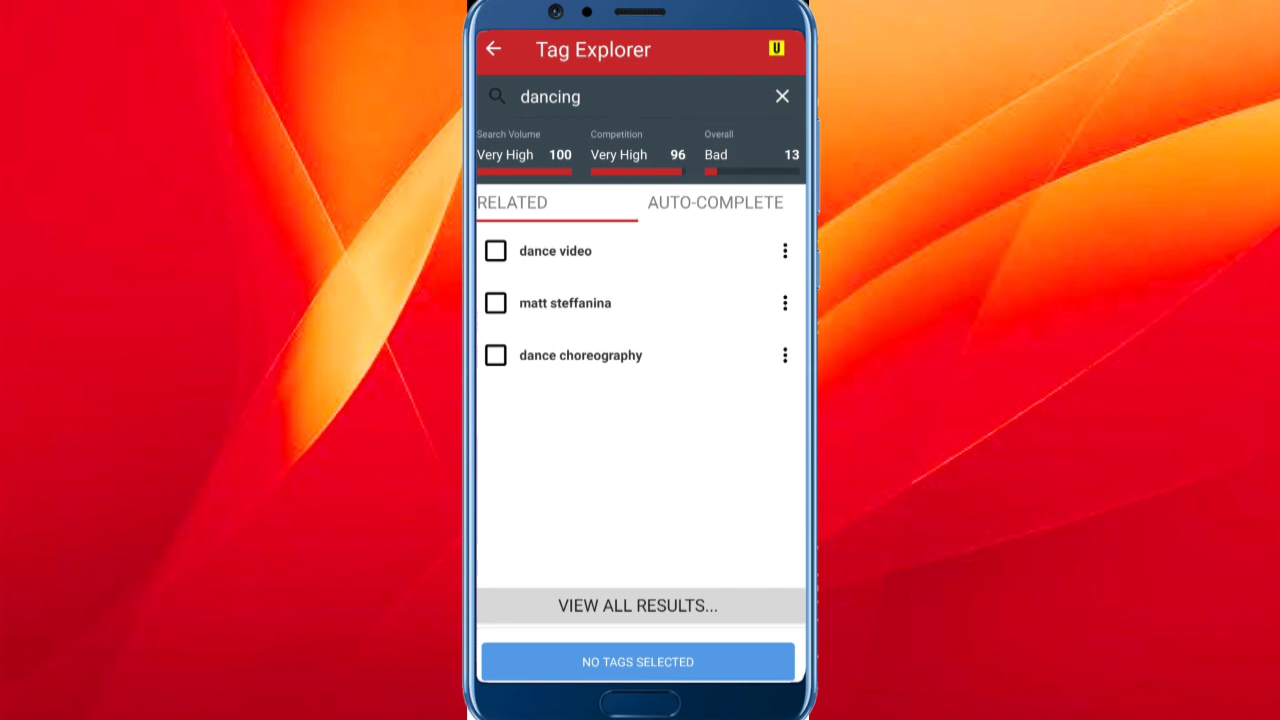 Tag Explorer U
dancing
Search Volume Competition Overall
Very High 100 Very High 96 Bad 13
RELATED AUTO-COMPLETE
dance video
matt steffanina
dance choreography
VIEW ALL RESULTS...
NO TAGS SELECTED